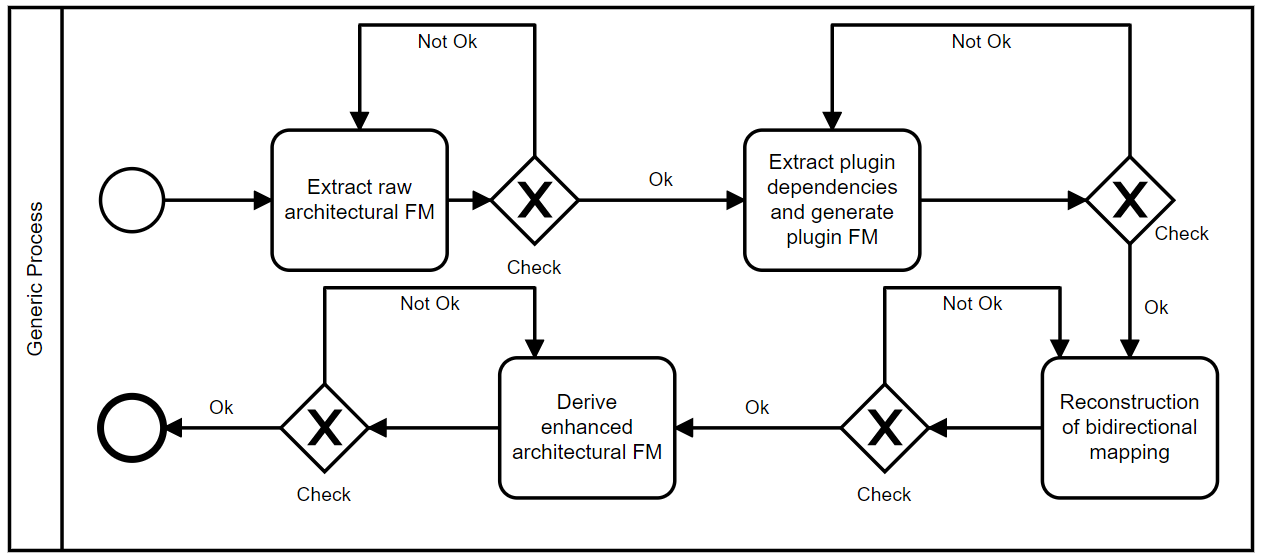 Generic Process
Not Ok
Not Ok
Extract raw
architectural FM
X
Check
Ok
Extract plugin
dependencies
and generate
plugin FM
X
Check
Ok
Reconstruction
of bidirectional
mapping
Not Ok
X
Check
Ok
Derive
enhanced
architectural FM
Not Ok
X
Check
Ok